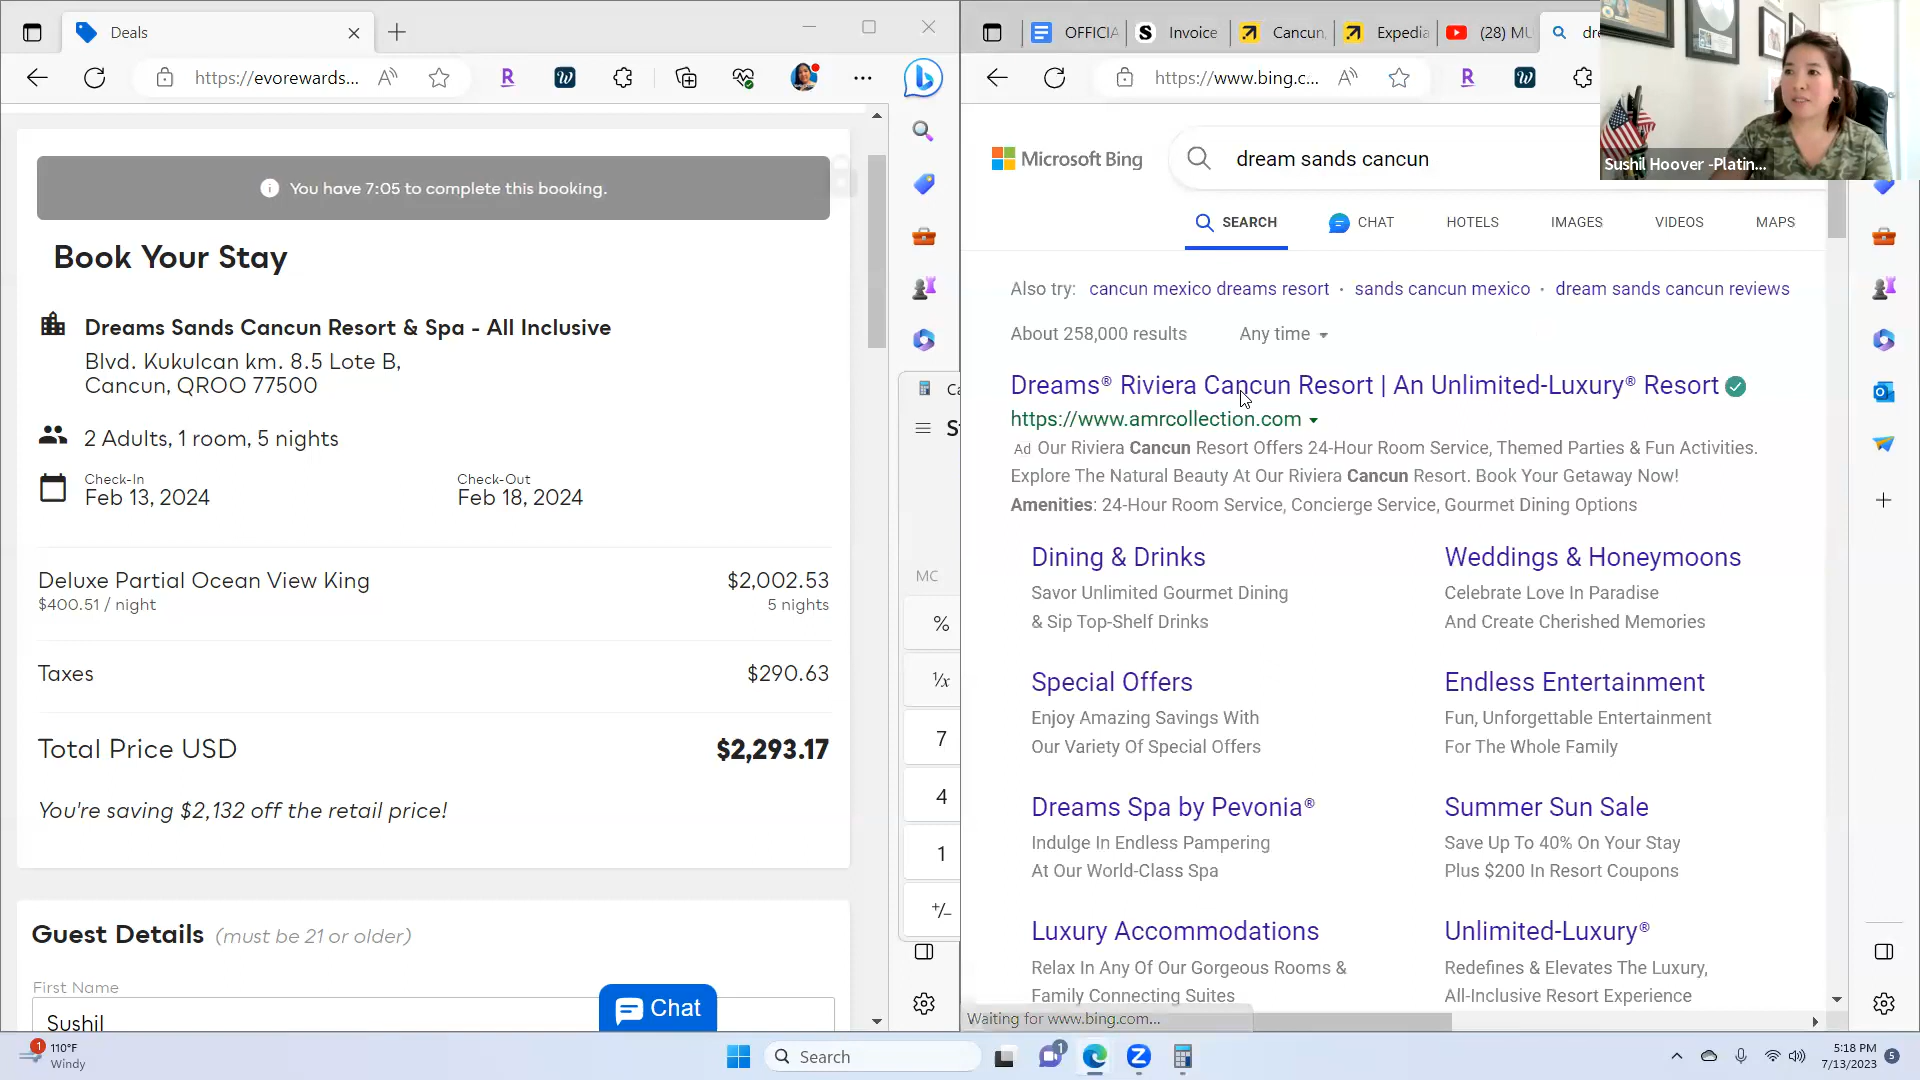 Deals
https://evorewards...
You have 7:05 to complete this booking.
Book Your Stay
Dreams Sands Cancun Resort & Spa - All Inclusive
Blvd. Kukulcan km. 8.5 Lote B,
Cancun, QROO 77500
2 Adults, 1 room, 5 nights
Check-In
Feb 13, 2024
Check-Out
Feb 18, 2024
Deluxe Partial Ocean View King
$2,002.53
$400.51 / night
5 nights
Taxes
$290.63
Total Price USD
$2,293.17
You're saving $2,132 off the retail price!
Guest Details (must be 21 or older)
First Name
Sushil
Chat
MC
%
¹/x
7
4
1
+/-
OFFICIA
Invoice
Cancun,
Expedia
(28) MU
dre
https://www.bing.c...
Sushil Hoover -Platin...
Microsoft Bing
dream sands cancun
SEARCH
CHAT
HOTELS
IMAGES
VIDEOS
MAPS
Also try: cancun mexico dreams resort · sands cancun mexico · dream sands cancun reviews
About 258,000 results
Any time
Dreams® Riviera Cancun Resort | An Unlimited-Luxury® Resort
https://www.amrcollection.com
Ad Our Riviera Cancun Resort Offers 24-Hour Room Service, Themed Parties & Fun Activities.
Explore The Natural Beauty At Our Riviera Cancun Resort. Book Your Getaway Now!
Amenities: 24-Hour Room Service, Concierge Service, Gourmet Dining Options
Dining & Drinks
Savor Unlimited Gourmet Dining
& Sip Top-Shelf Drinks
Weddings & Honeymoons
Celebrate Love In Paradise
And Create Cherished Memories
Special Offers
Enjoy Amazing Savings With
Our Variety Of Special Offers
Endless Entertainment
Fun, Unforgettable Entertainment
For The Whole Family
Dreams Spa by Pevonia®
Indulge In Endless Pampering
At Our World-Class Spa
Summer Sun Sale
Save Up To 40% On Your Stay
Plus $200 In Resort Coupons
Luxury Accommodations
Relax In Any Of Our Gorgeous Rooms &
Family Connecting Suites
Unlimited-Luxury®
Redefines & Elevates The Luxury,
All-Inclusive Resort Experience
Waiting for www.bing.com...
1
110°F
Windy
Search
1
5:18 PM
7/13/2023
5